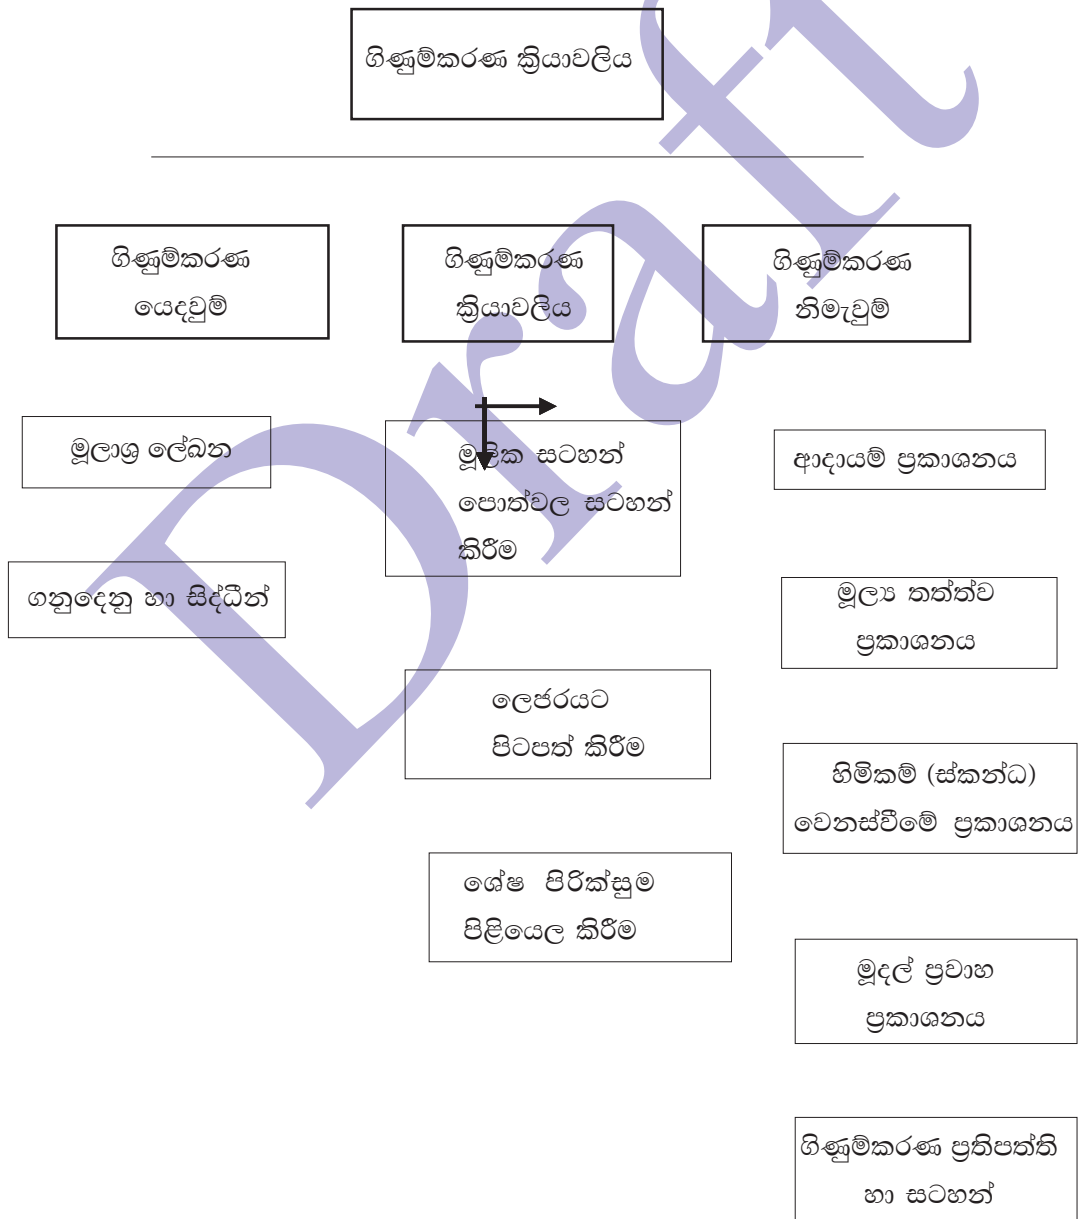 ගිණුම්කරණ ක්‍රියාවලිය
ගිණුම්කරණ
යෙදවුම්
ගිණුම්කරණ
ක්‍රියාවලිය
ගිණුම්කරණ
නිමැවුම්
මූලාශ්‍ර ලේඛන
ගනුදෙනු හා සිද්ධීන්
මූලික සටහන්
පොත්වල සටහන්
කිරීම
ලෙජරයට
පිටපත් කිරීම
ශේෂ පිරික්සුම
පිළියෙල කිරීම
ආදායම් ප්‍රකාශනය
මූල්‍ය තත්ත්ව
ප්‍රකාශනය
හිමිකම් (ස්කන්ධ)
වෙනස්වීමේ ප්‍රකාශනය
මූදල් ප්‍රවාහ
ප්‍රකාශනය
ගිණුම්කරණ ප්‍රතිපත්ති
හා සටහන්
Draft